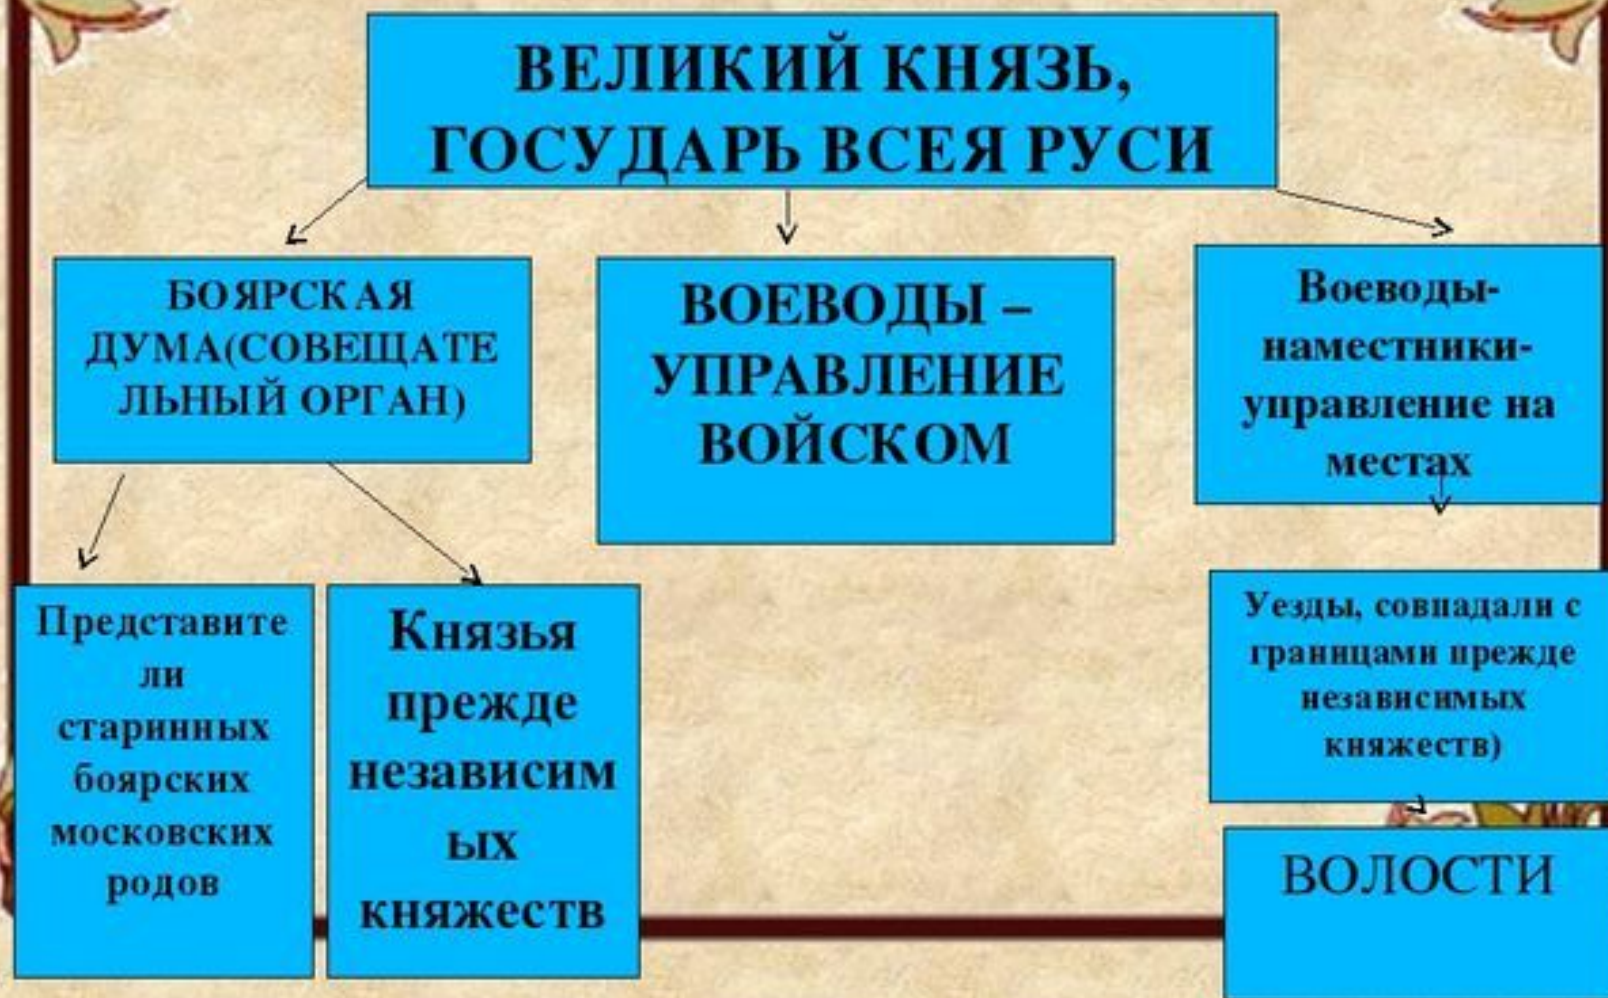 ВЕЛИКИЙ КНЯЗЬ,
ГОСУДАРЬ ВСЕЯ РУСИ
БОЯРСКАЯ
ДУМА(СОВЕЩАТЕ
ЛЬНЫЙ ОРГАН)
ВОЕВОДЫ –
УПРАВЛЕНИЕ
ВОЙСКОМ
Воеводы-
наместники-
управление на
местах
Представите
ли
старинных
боярских
московских
родов
Князья
прежде
независим
ых
княжеств
Уезды, совпадали с
границами прежде
независимых
княжеств)
ВОЛОСТИ